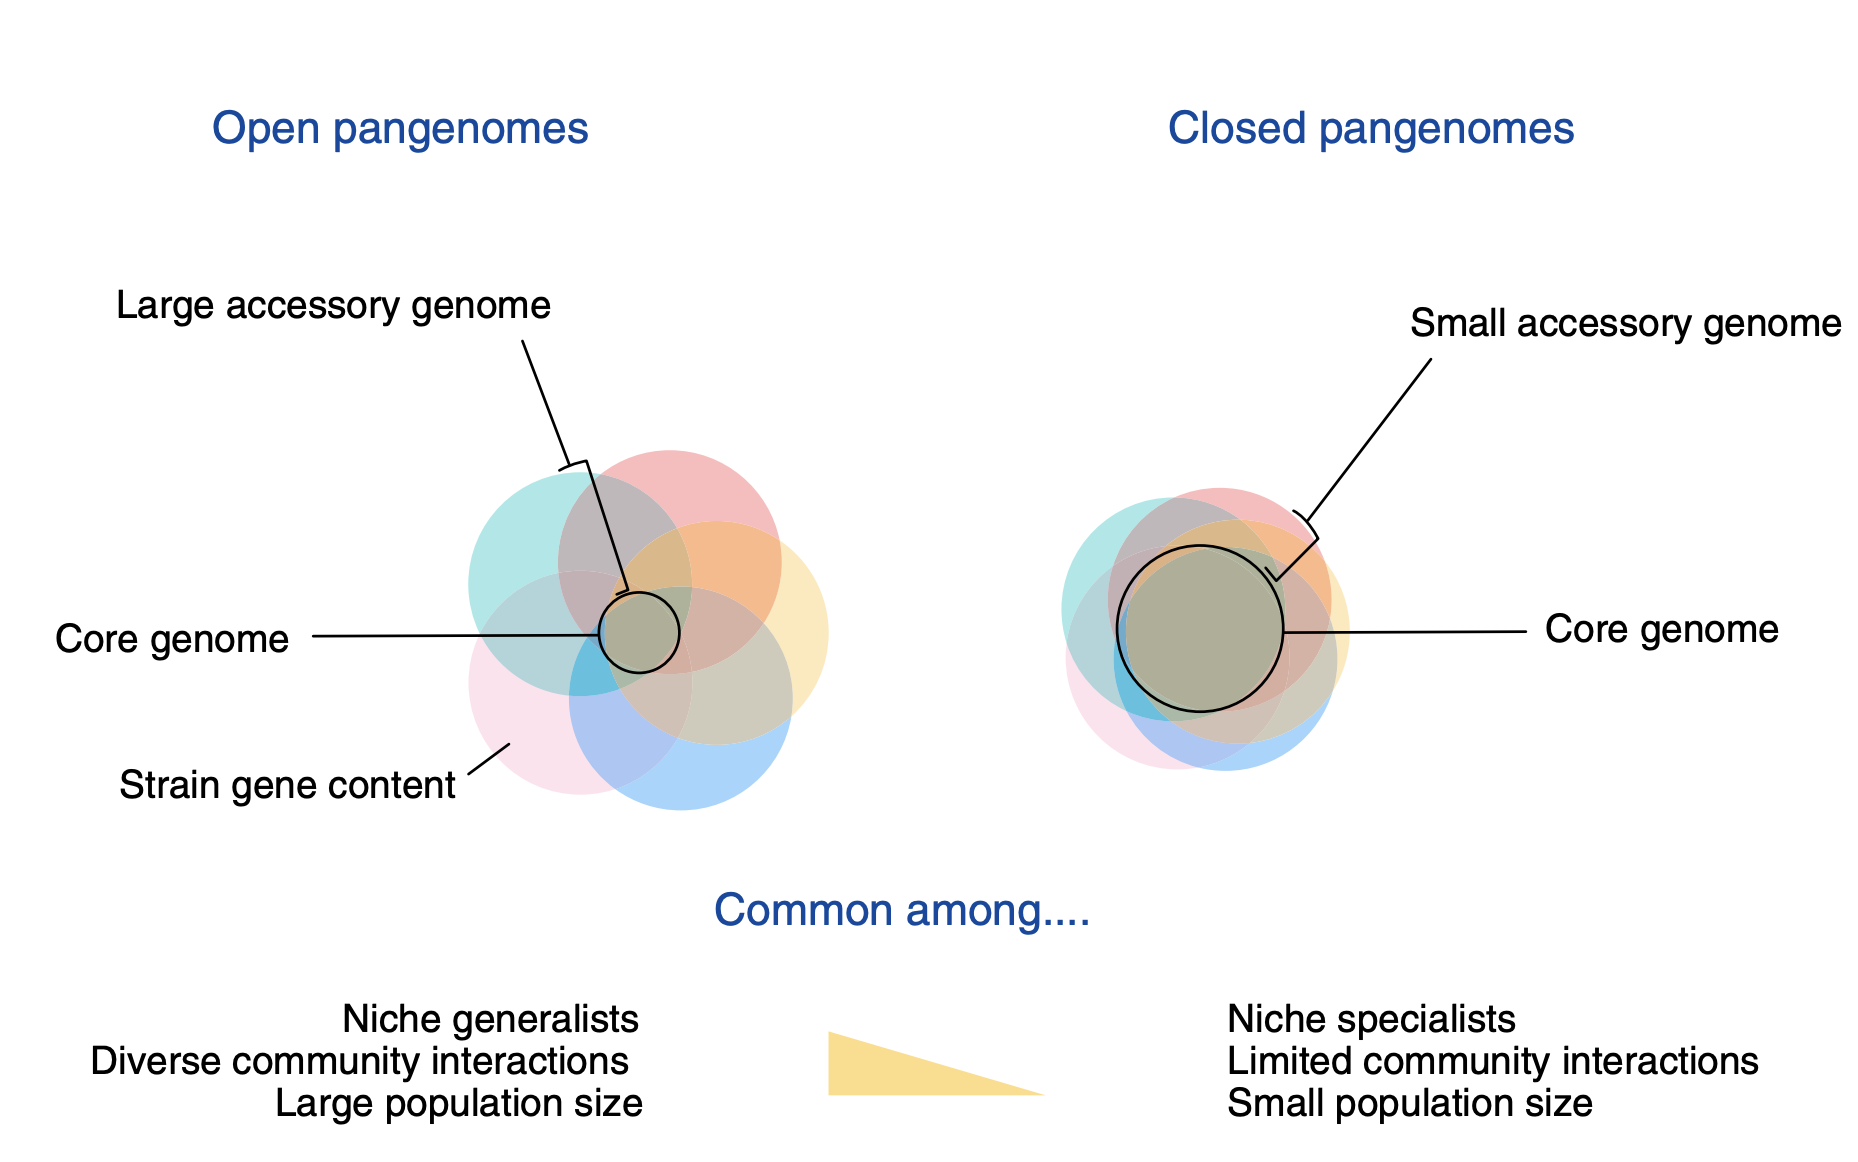 Open pangenomes
Closed pangenomes
Large accessory genome
Small accessory genome
Core genome
Core genome
Strain gene content
Common among....
Niche generalists
Diverse community interactions
Large population size
Niche specialists
Limited community interactions
Small population size